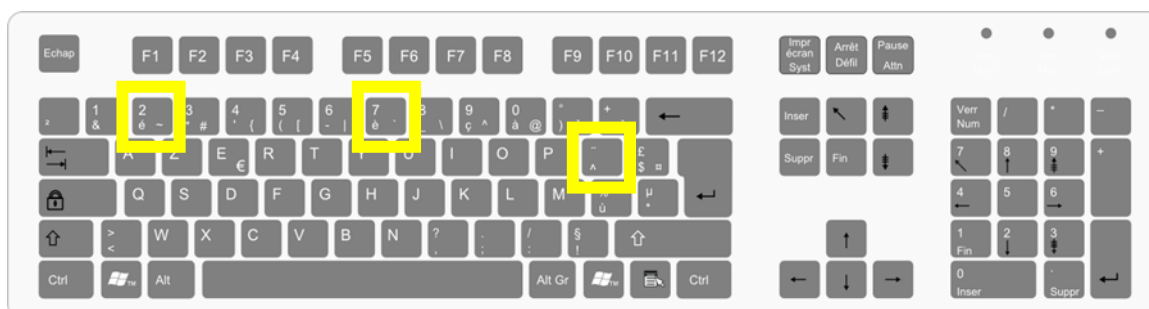 Echap F1 F2 F3 F4 F5 F6 F7 F8 F9 F10 F11 F12 Impr écran Syst Arrêt Défil Pause Attn
² 1 & 2 é ~ 3 " # 4 ' { 5 ( [ 6 - | 7 è ` 8 _ \ 9 ç ^ 0 à @ ° ) + Inser Verr Num / * –
A Z E € R T Y U I O P ¨ ^ £ $ ¤ Suppr Fin 7 8 9 +
Q S D F G H J K L M ù µ * 4 5 6
> < W X C V B N ? , . ; / : § ! 1 Fin 2 3
Ctrl TM Alt Alt Gr TM Ctrl 0 Inser . Suppr